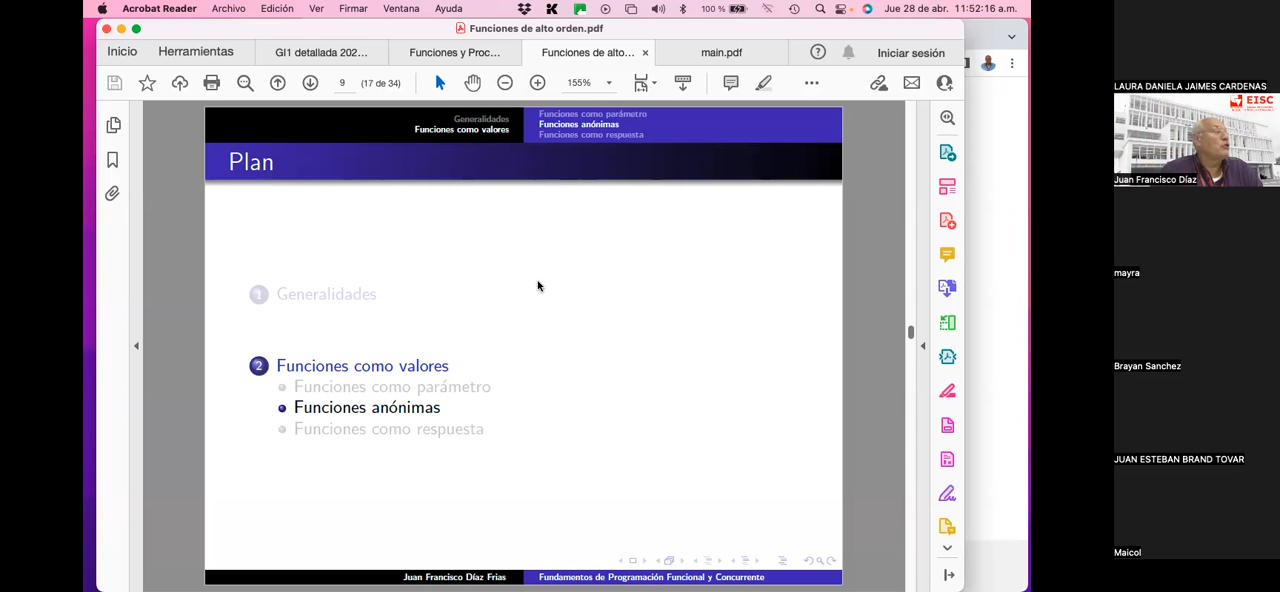 Acrobat Reader Archivo Plan Edición Ver Firmar Ventana Ayuda
100 % Jue 28 de abr. 11:52:16 a.m.
Funciones de alto orden.pdf
Inicio Herramientas GI1 detallada 202... Funciones y Proc... Funciones de alto... × main.pdf Iniciar sesión
9 (17 de 34) 155%
Generalidades
Funciones como valores
Funciones como parámetro
Funciones anónimas
Funciones como respuesta
Plan
1 Generalidades
2 Funciones como valores
Funciones como parámetro
Funciones anónimas
Funciones como respuesta
Juan Francisco Díaz Frias Fundamentos de Programación Funcional y Concurrente
LAURA DANIELA JAIMES CARDENAS
EISC
Juan Francisco Díaz
mayra
Brayan Sanchez
JUAN ESTEBAN BRAND TOVAR
Maicol